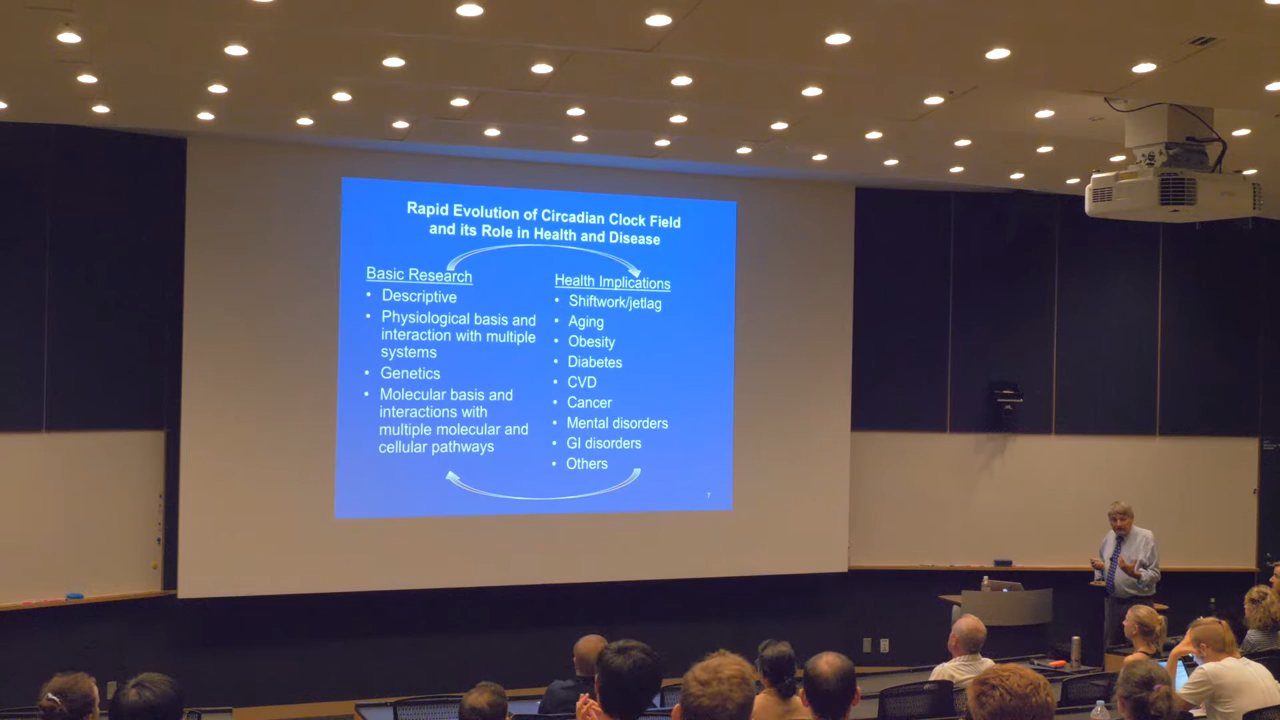 Rapid Evolution of Circadian Clock Field
and its Role in Health and Disease
Basic Research
• Descriptive
• Physiological basis and
interaction with multiple
systems
• Genetics
• Molecular basis and
interactions with
multiple molecular and
cellular pathways
Health Implications
• Shiftwork/jetlag
• Aging
• Obesity
• Diabetes
• CVD
• Cancer
• Mental disorders
• GI disorders
• Others
7